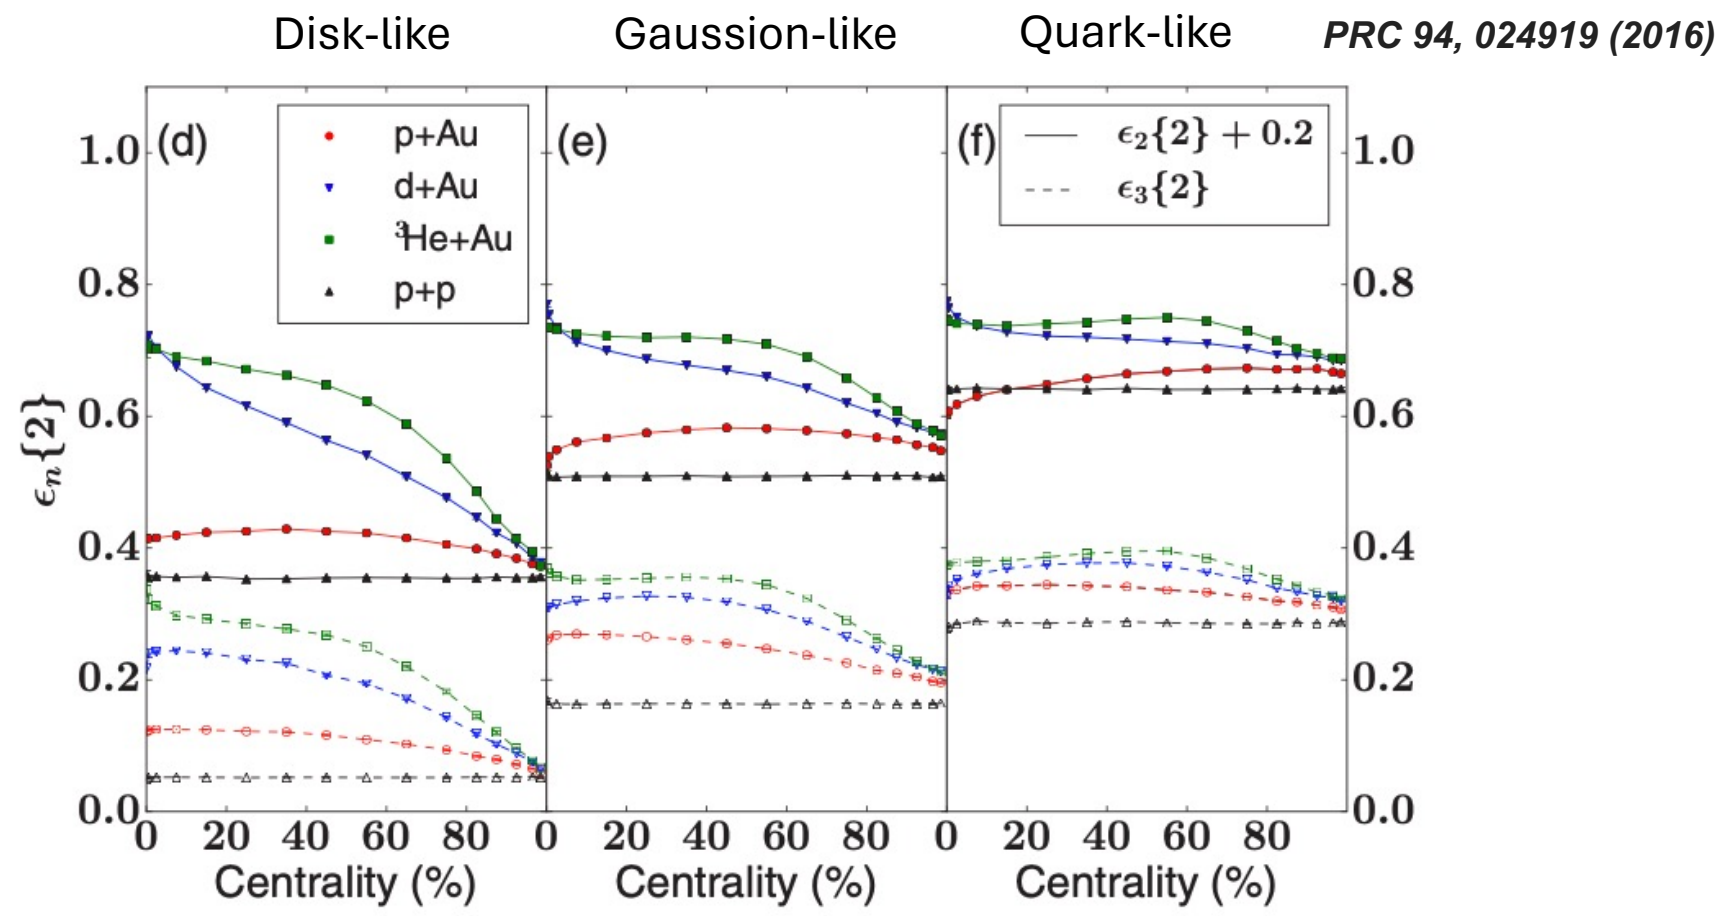 Disk-like Gaussion-like Quark-like PRC 94, 024919 (2016)
(d) (e) (f)
p+Au
d+Au
³He+Au
p+p
ϵ₂{2} + 0.2
ϵ₃{2}
ϵₙ{2}
1.0
0.8
0.6
0.4
0.2
0.0
1.0
0.8
0.6
0.4
0.2
0.0
0 20 40 60 80 0 20 40 60 80 0 20 40 60 80
Centrality (%) Centrality (%) Centrality (%)